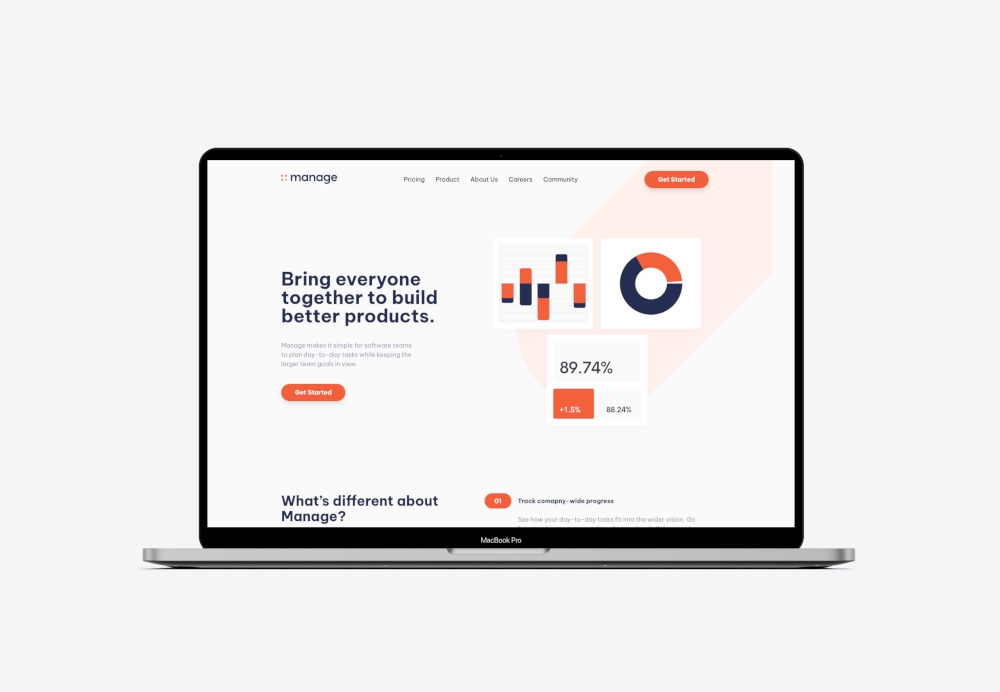 manage
Pricing Product About Us Careers Community
Get Started
Bring everyone
together to build
better products.
Manage makes it simple for software teams
to plan day-to-day tasks while keeping the
larger team goals in view.
Get Started
89.74%
+1.5%
88.24%
What's different about
Manage?
01
Track comapny-wide progress
See how your day-to-day tasks fit into the wider vision. Go
MacBook Pro